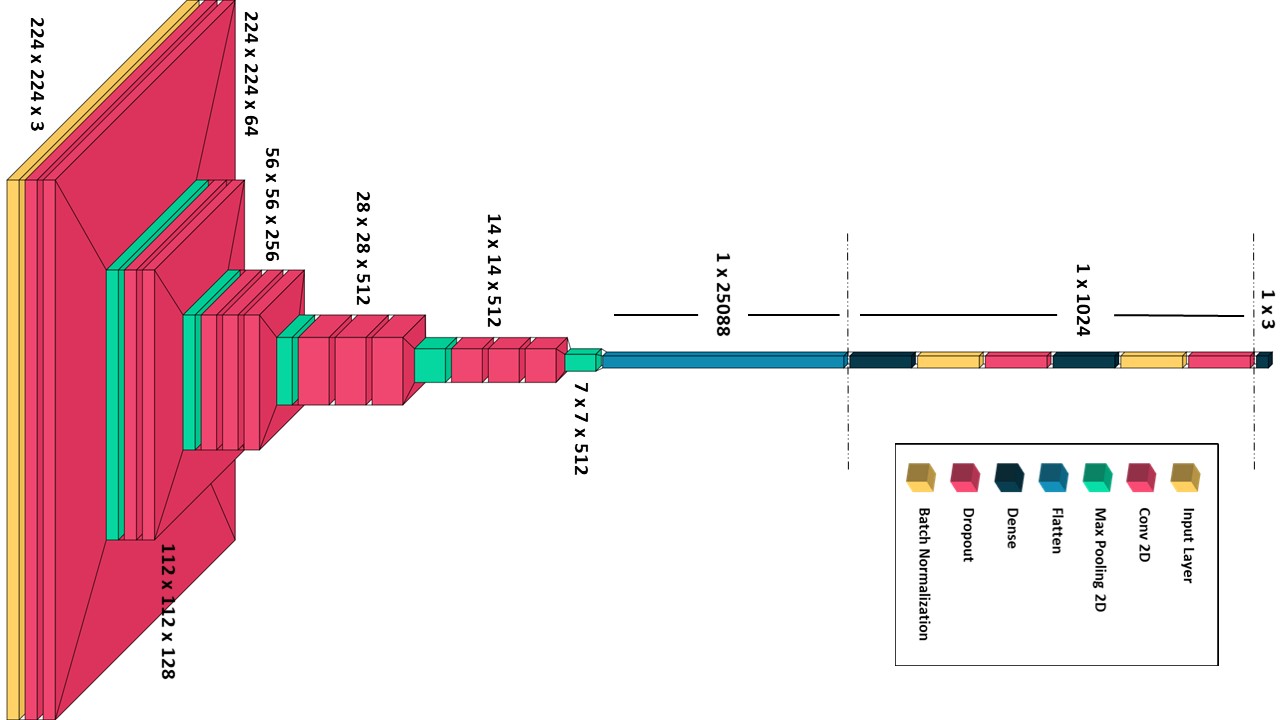 224 x 224 x 3
224 x 224 x 64
112 x 112 x 128
56 x 56 x 256
28 x 28 x 512
14 x 14 x 512
7 x 7 x 512
1 x 25088
1 x 1024
1 x 3
Input Layer
Conv 2D
Max Pooling 2D
Flatten
Dense
Dropout
Batch Normalization